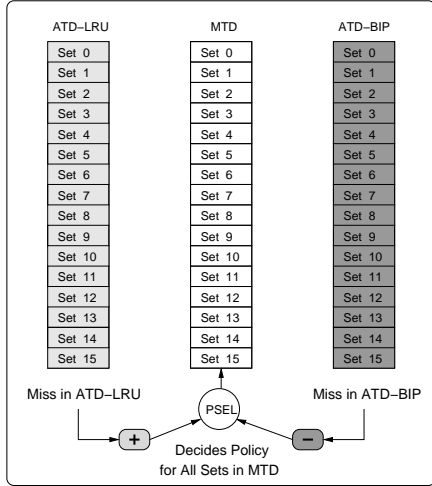 ATD–LRU MTD ATD–BIP
Set 0 Set 0 Set 0
Set 1 Set 1 Set 1
Set 2 Set 2 Set 2
Set 3 Set 3 Set 3
Set 4 Set 4 Set 4
Set 5 Set 5 Set 5
Set 6 Set 6 Set 6
Set 7 Set 7 Set 7
Set 8 Set 8 Set 8
Set 9 Set 9 Set 9
Set 10 Set 10 Set 10
Set 11 Set 11 Set 11
Set 12 Set 12 Set 12
Set 13 Set 13 Set 13
Set 14 Set 14 Set 14
Set 15 Set 15 Set 15
Miss in ATD–LRU Miss in ATD–BIP
PSEL
+ –
Decides Policy
for All Sets in MTD